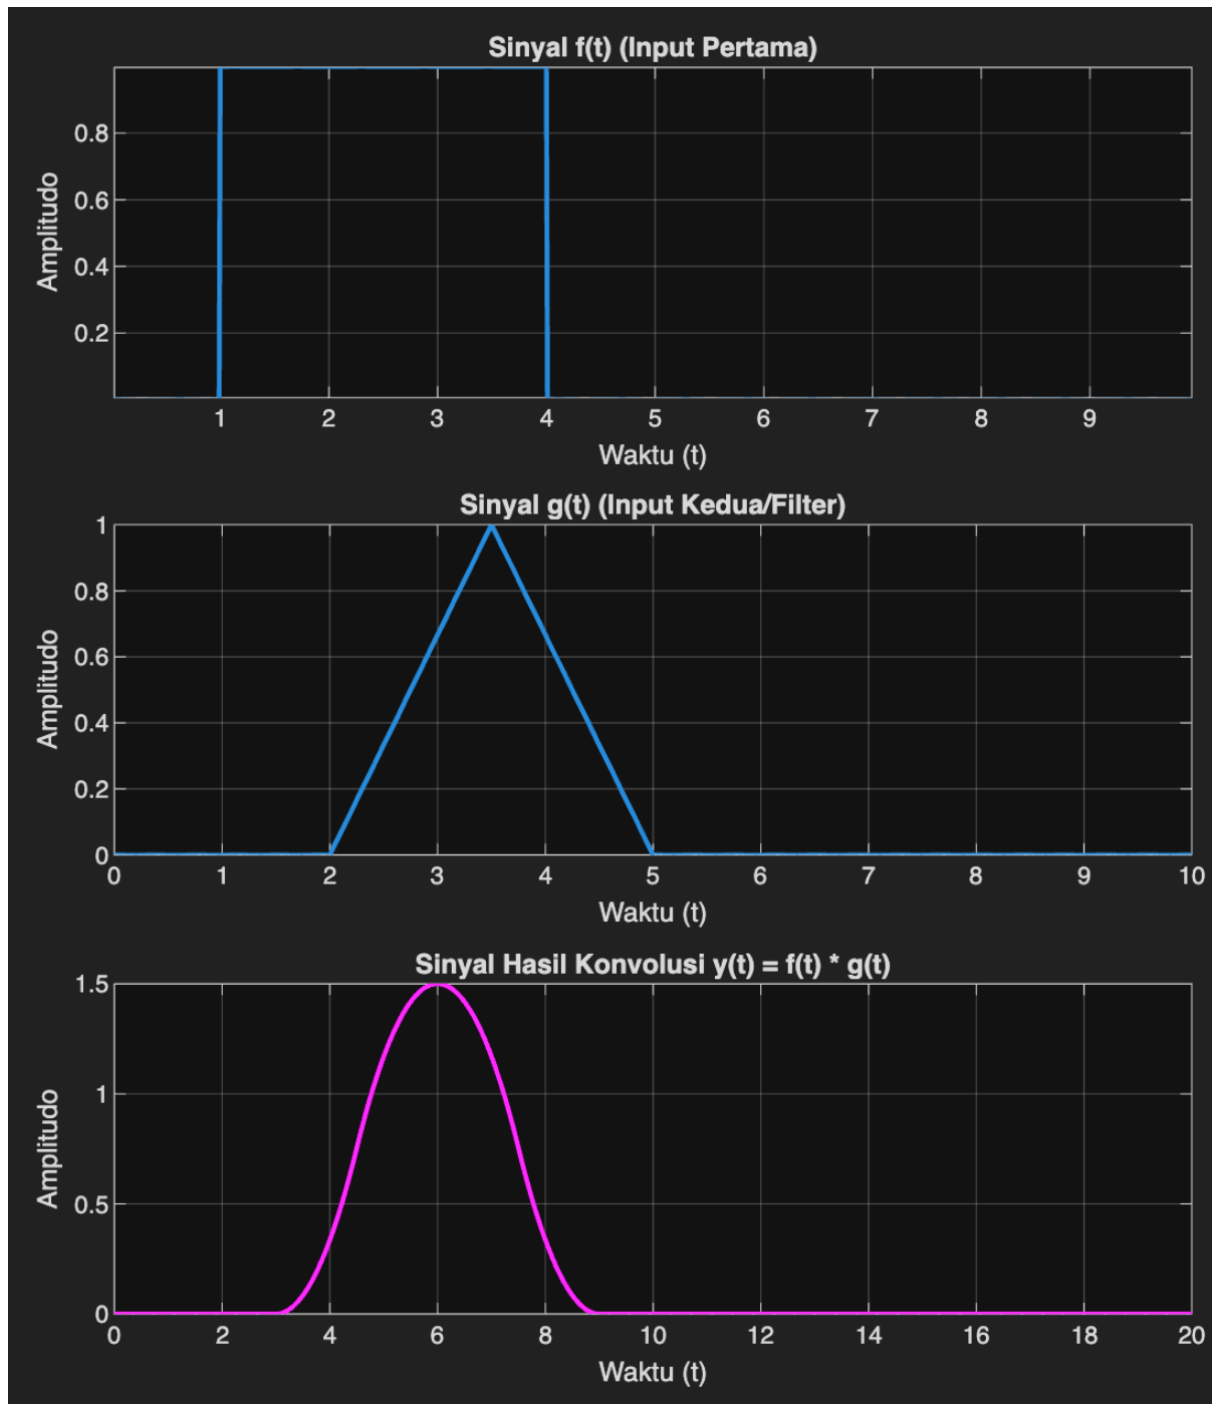 Sinyal f(t) (Input Pertama)
0.8
0.6
0.4
0.2
Amplitudo
1 2 3 4 5 6 7 8 9
Waktu (t)
Sinyal g(t) (Input Kedua/Filter)
1
0.8
0.6
0.4
0.2
0
Amplitudo
0 1 2 3 4 5 6 7 8 9 10
Waktu (t)
Sinyal Hasil Konvolusi y(t) = f(t) * g(t)
1.5
1
0.5
0
Amplitudo
0 2 4 6 8 10 12 14 16 18 20
Waktu (t)